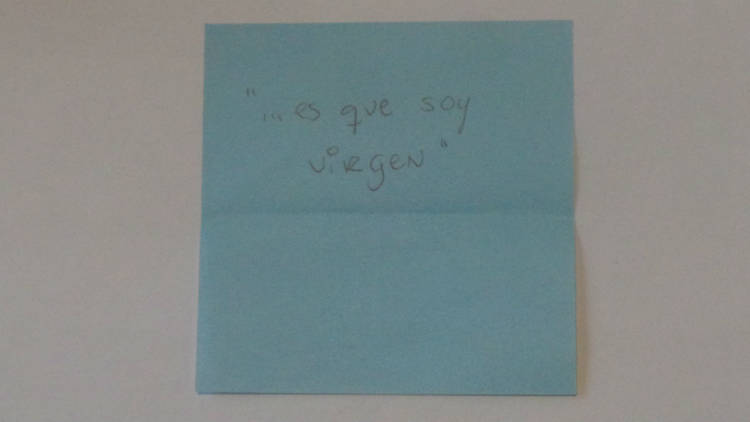 "...es que soy
virgen"